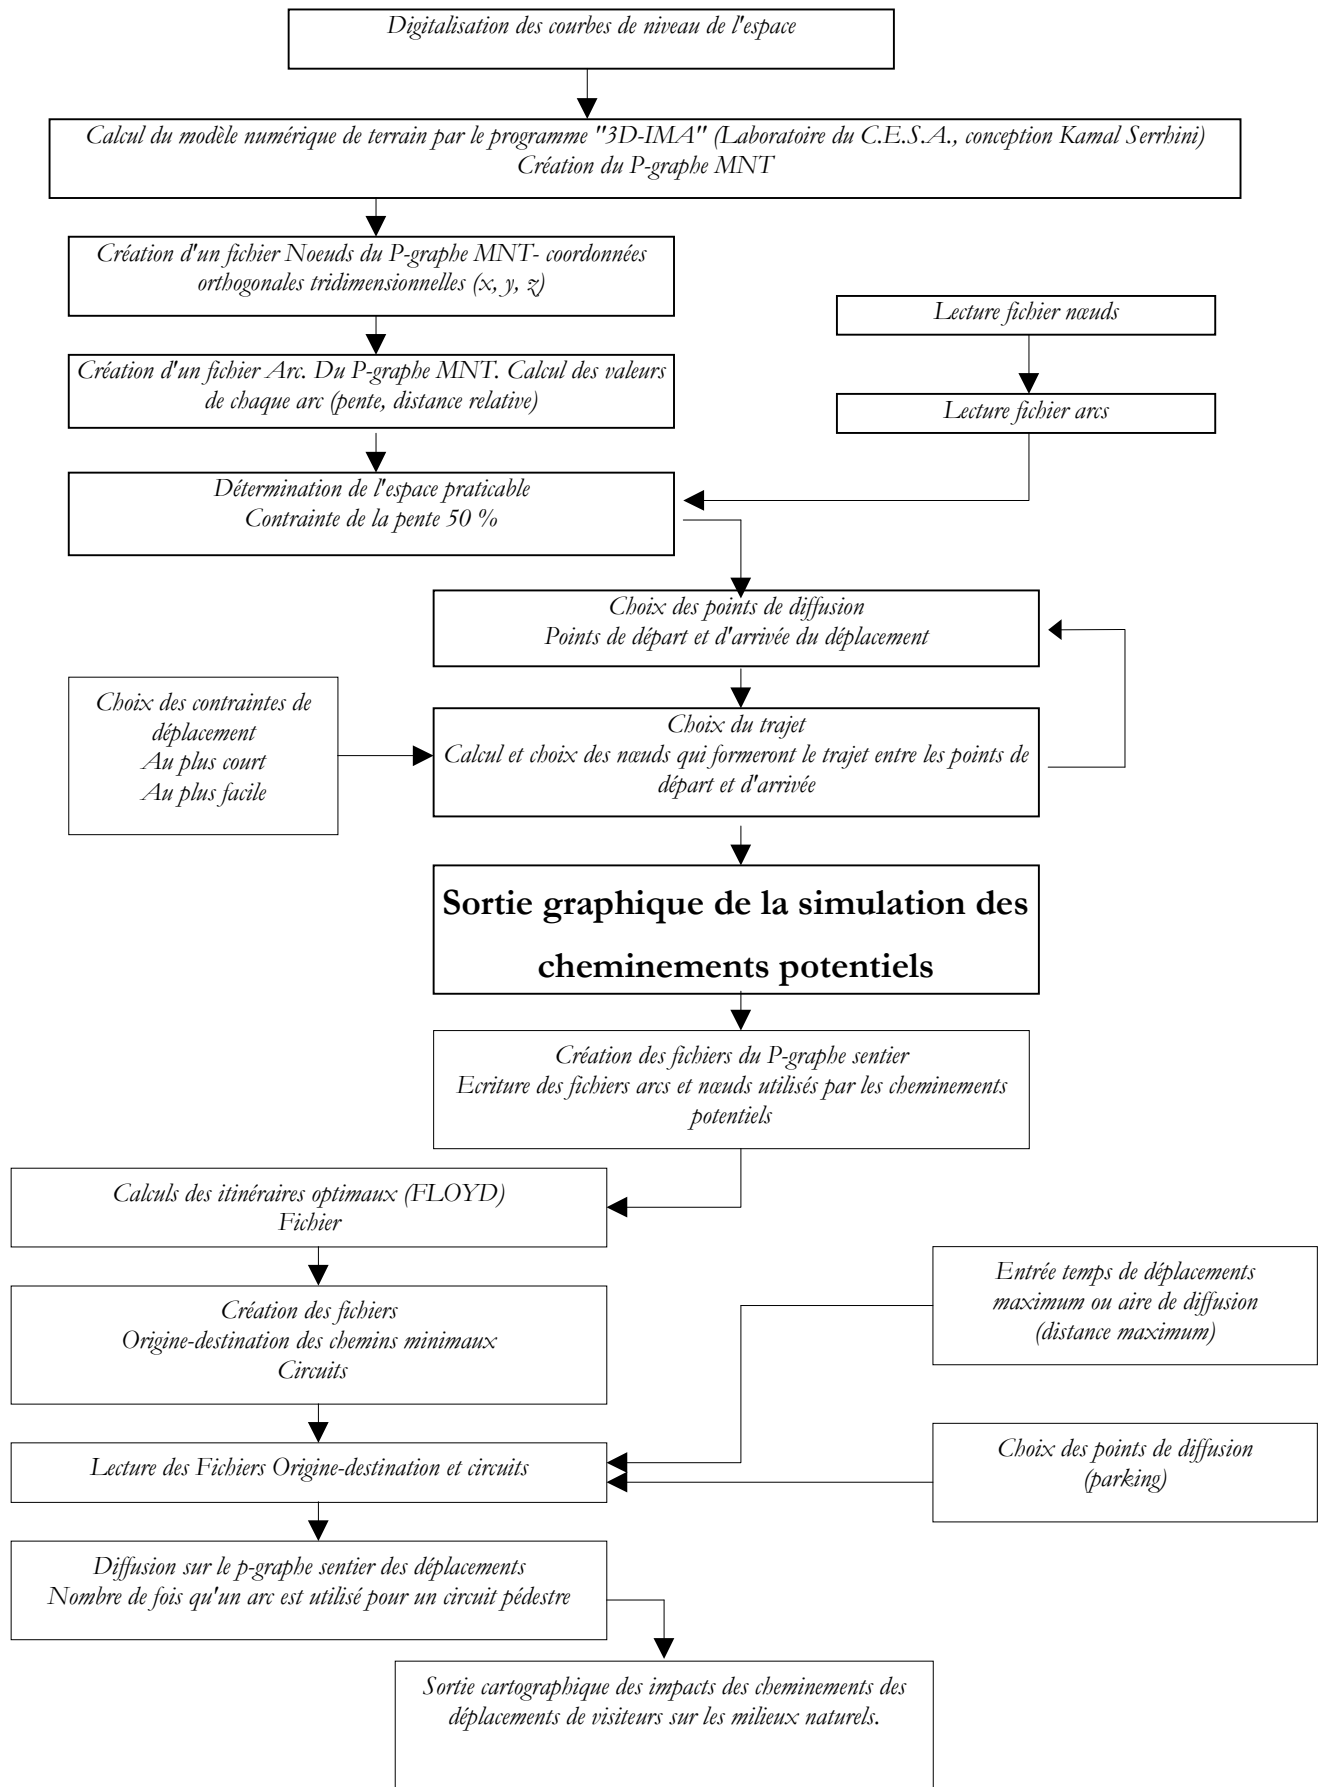 Digitalisation des courbes de niveau de l'espace
Calcul du modèle numérique de terrain par le programme "3D-IMA" (Laboratoire du C.E.S.A., conception Kamal Serrhini)
Création du P-graphe MNT
Création d'un fichier Noeuds du P-graphe MNT- coordonnées
orthogonales tridimensionnelles (x, y, z)
Lecture fichier nœuds
Création d'un fichier Arc. Du P-graphe MNT. Calcul des valeurs
de chaque arc (pente, distance relative)
Lecture fichier arcs
Détermination de l'espace praticable
Contrainte de la pente 50 %
Choix des points de diffusion
Points de départ et d'arrivée du déplacement
Choix des contraintes de
déplacement
Au plus court
Au plus facile
Choix du trajet
Calcul et choix des nœuds qui formeront le trajet entre les points de
départ et d'arrivée
Sortie graphique de la simulation des
cheminements potentiels
Création des fichiers du P-graphe sentier
Ecriture des fichiers arcs et nœuds utilisés par les cheminements
potentiels
Calculs des itinéraires optimaux (FLOYD)
Fichier
Entrée temps de déplacements
maximum ou aire de diffusion
(distance maximum)
Création des fichiers
Origine-destination des chemins minimaux
Circuits
Lecture des Fichiers Origine-destination et circuits
Choix des points de diffusion
(parking)
Diffusion sur le p-graphe sentier des déplacements
Nombre de fois qu'un arc est utilisé pour un circuit pédestre
Sortie cartographique des impacts des cheminements des
déplacements de visiteurs sur les milieux naturels.